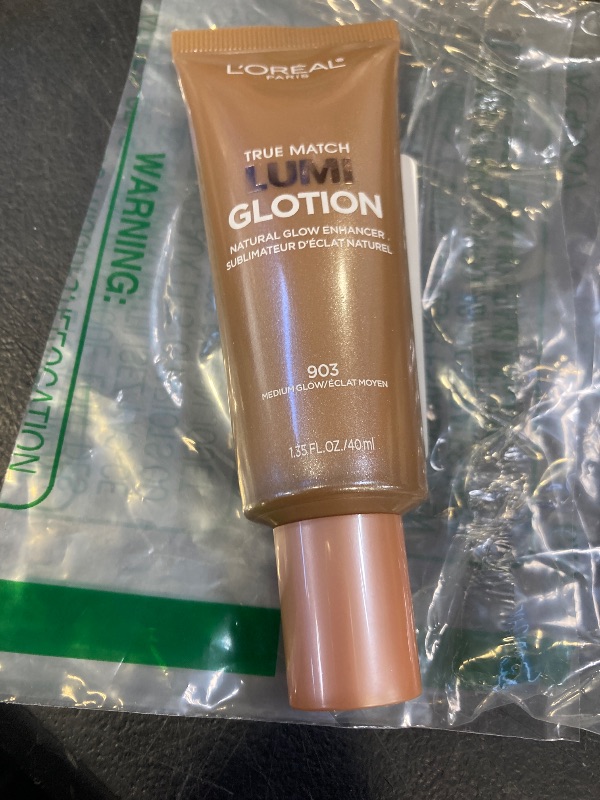 L'ORÉAL®
PARIS
TRUE MATCH
LUMI
GLOTION
NATURAL GLOW ENHANCER
SUBLIMATEUR D'ÉCLAT NATUREL
903
MEDIUM GLOW/ÉCLAT MOYEN
1.35 FL.OZ./40ml
WARNING: